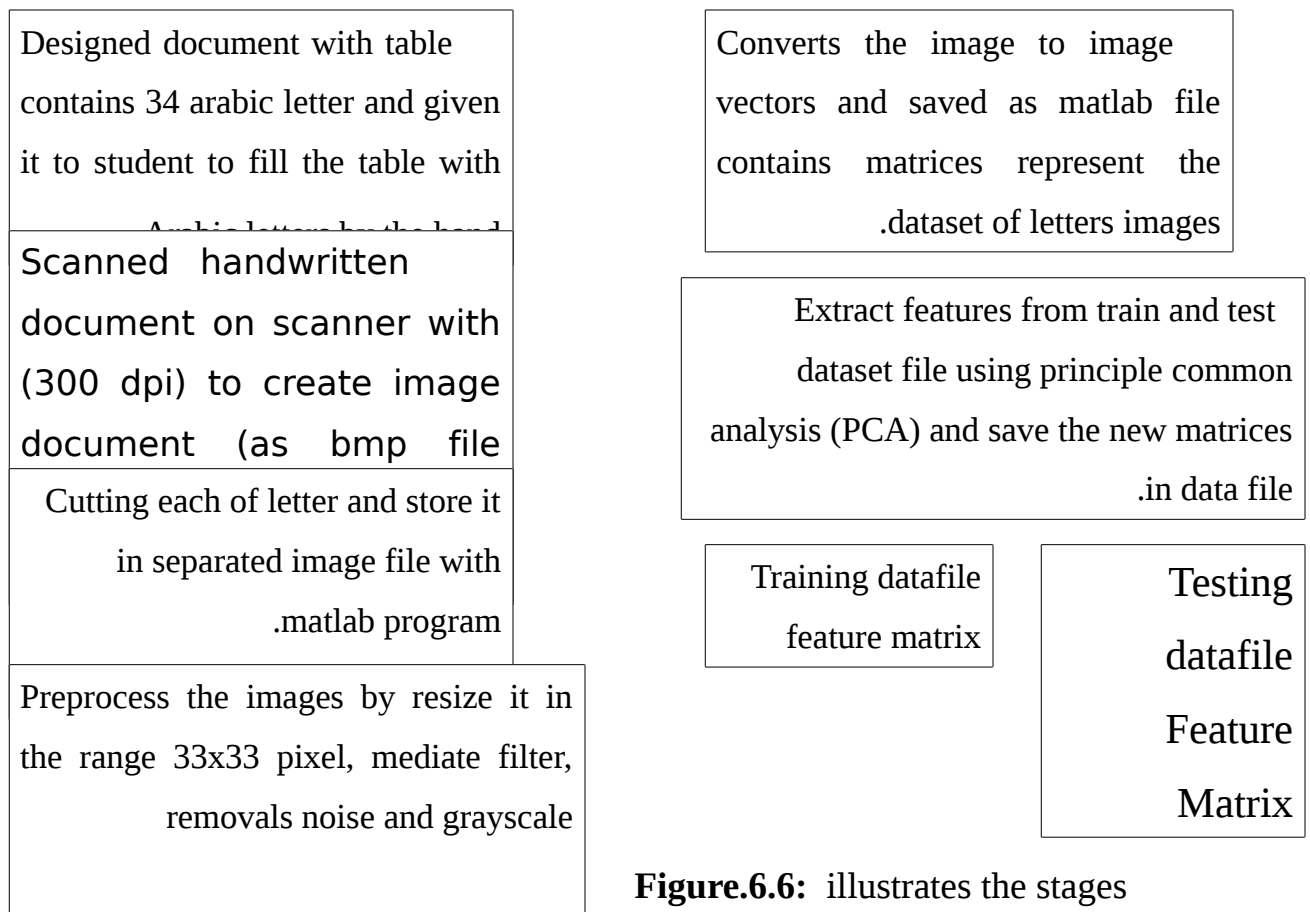 Designed document with table
contains 34 arabic letter and given
it to student to fill the table with
Arabic letters by the hand
Scanned handwritten
document on scanner with
(300 dpi) to create image
document (as bmp file
Cutting each of letter and store it
in separated image file with
.matlab program
Preprocess the images by resize it in
the range 33x33 pixel, mediate filter,
removals noise and grayscale
Converts the image to image
vectors and saved as matlab file
contains matrices represent the
.dataset of letters images
Extract features from train and test
dataset file using principle common
analysis (PCA) and save the new matrices
.in data file
Training datafile
feature matrix
Testing
datafile
Feature
Matrix
Figure.6.6: illustrates the stages